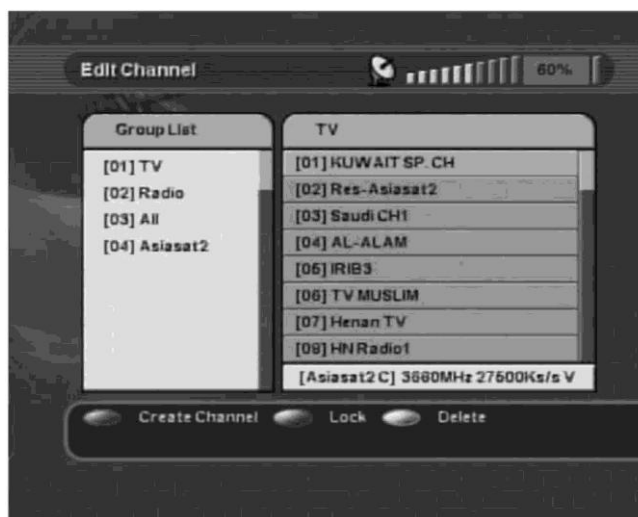 Edit Channel
60%
Group List
[01] TV
[02] Radio
[03] All
[04] Asiasat2
TV
[01] KUWAIT SP. CH
[02] Res-Asiasat2
[03] Saudi CH1
[04] AL-ALAM
[05] IRIB3
[06] TV MUSLIM
[07] Henan TV
[08] HN Radio1
[Asiasat2 C] 3660MHz 27500Ks/s V
Create Channel Lock Delete